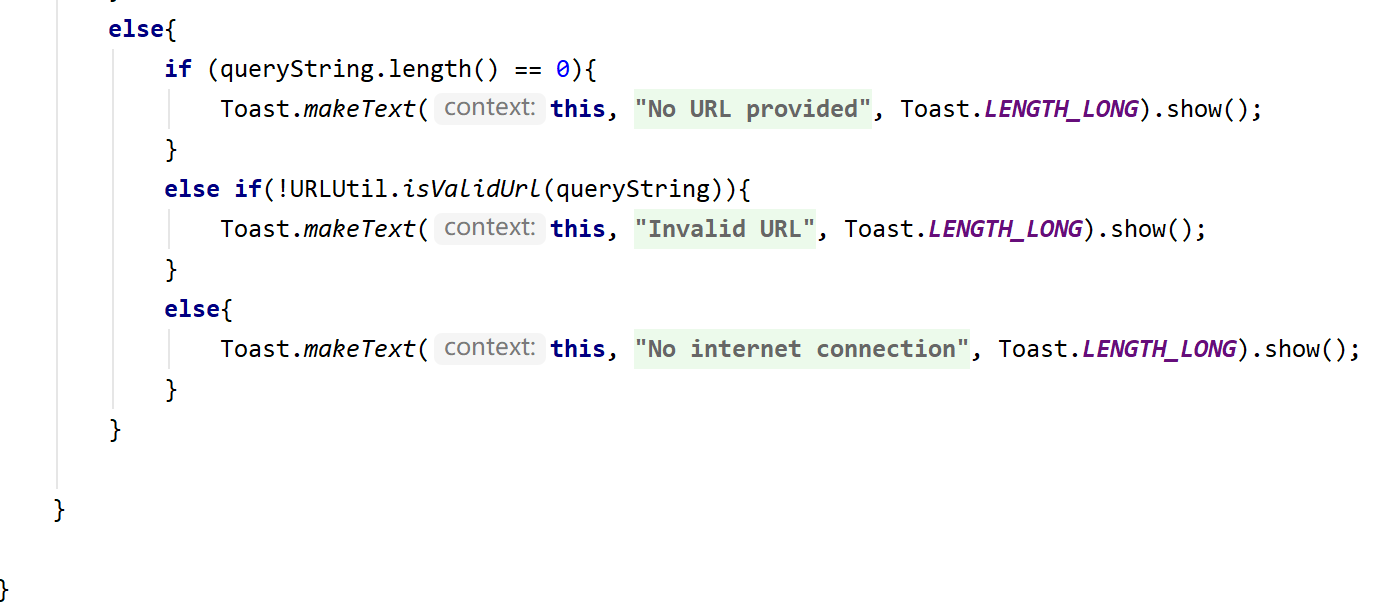 else{
if (queryString.length() == 0){
Toast.makeText( context: this, "No URL provided", Toast.LENGTH_LONG).show();
}
else if(!URLUtil.isValidUrl(queryString)){
Toast.makeText( context: this, "Invalid URL", Toast.LENGTH_LONG).show();
}
else{
Toast.makeText( context: this, "No internet connection", Toast.LENGTH_LONG).show();
}
}
}
}